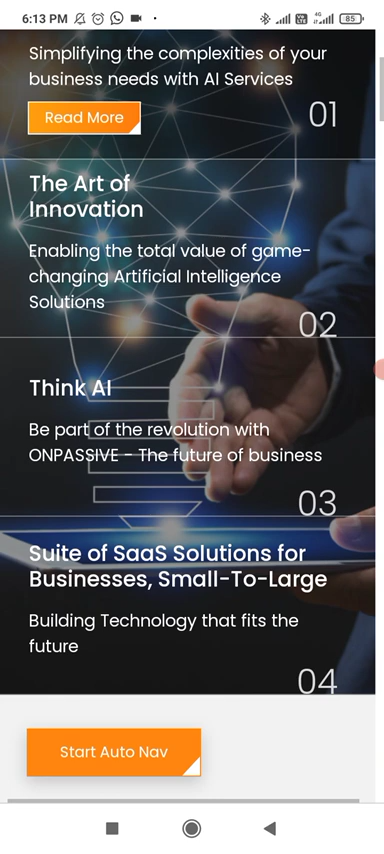 6:13 PM
4G
85
Simplifying the complexities of your
business needs with AI Services
Read More
01
The Art of
Innovation
Enabling the total value of game-
changing Artificial Intelligence
Solutions
02
Think AI
Be part of the revolution with
ONPASSIVE - The future of business
03
Suite of SaaS Solutions for
Businesses, Small-To-Large
Building Technology that fits the
future
04
Start Auto Nav